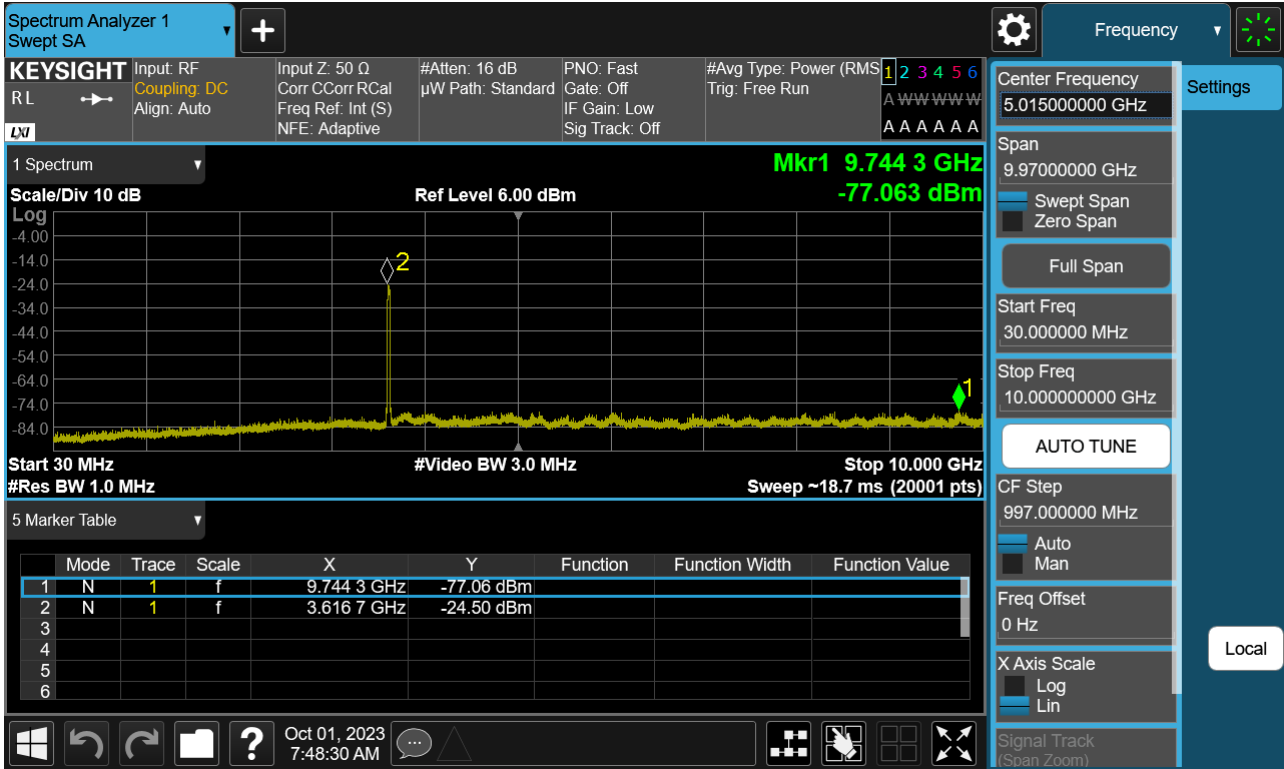 Spectrum Analyzer 1
Swept SA
Frequency
KEYSIGHT
R L
LXI
Input: RF
Coupling: DC
Align: Auto
Input Z: 50 Ω
Corr CCorr RCal
Freq Ref: Int (S)
NFE: Adaptive
#Atten: 16 dB
µW Path: Standard
PNO: Fast
Gate: Off
IF Gain: Low
Sig Track: Off
#Avg Type: Power (RMS
Trig: Free Run
1 2 3 4 5 6
A W W W W W
A A A A A A
1 Spectrum
Mkr1 9.744 3 GHz
-77.063 dBm
Scale/Div 10 dB
Ref Level 6.00 dBm
Log
-4.00
-14.0
-24.0
-34.0
-44.0
-54.0
-64.0
-74.0
-84.0
2
1
Start 30 MHz
#Video BW 3.0 MHz
Stop 10.000 GHz
#Res BW 1.0 MHz
Sweep ~18.7 ms (20001 pts)
5 Marker Table
Mode Trace Scale X Y Function Function Width Function Value
1 N 1 f 9.744 3 GHz -77.06 dBm
2 N 1 f 3.616 7 GHz -24.50 dBm
3
4
5
6
Oct 01, 2023
7:48:30 AM
Center Frequency
5.015000000 GHz
Span
9.97000000 GHz
Swept Span
Zero Span
Full Span
Start Freq
30.000000 MHz
Stop Freq
10.000000000 GHz
AUTO TUNE
CF Step
997.000000 MHz
Auto
Man
Freq Offset
0 Hz
X Axis Scale
Log
Lin
Signal Track
(Span Zoom)
Settings
Local